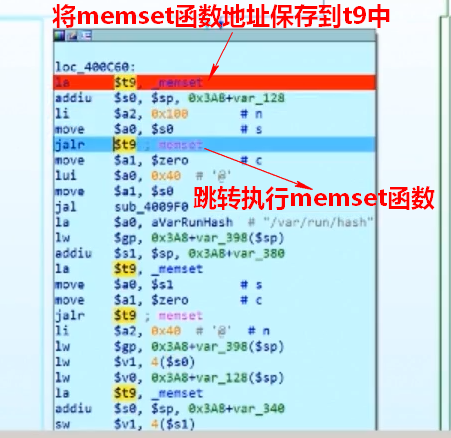 将memset函数地址保存到t9中
loc_400C60:
la $t9, _memset
addiu $s0, $sp, 0x3A8+var_128
li $a2, 0x100 # n
move $a0, $s0 # s
jalr $t9 ; _memset
move $a1, $zero # c
lui $a0, 0x40 # '@'
跳转执行memset函数
move $a1, $s0
jal sub_4009F0
la $a0, aVarRunHash # "/var/run/hash"
lw $gp, 0x3A8+var_398($sp)
addiu $s1, $sp, 0x3A8+var_380
la $t9, _memset
move $a0, $s1 # s
move $a1, $zero # c
jalr $t9 ; _memset
li $a2, 0x40 # '@' # n
lw $gp, 0x3A8+var_398($sp)
lw $v1, 4($s0)
lw $v0, 0x3A8+var_128($sp)
la $t9, _memset
addiu $s0, $sp, 0x3A8+var_340
sw $v1, 4($s1)